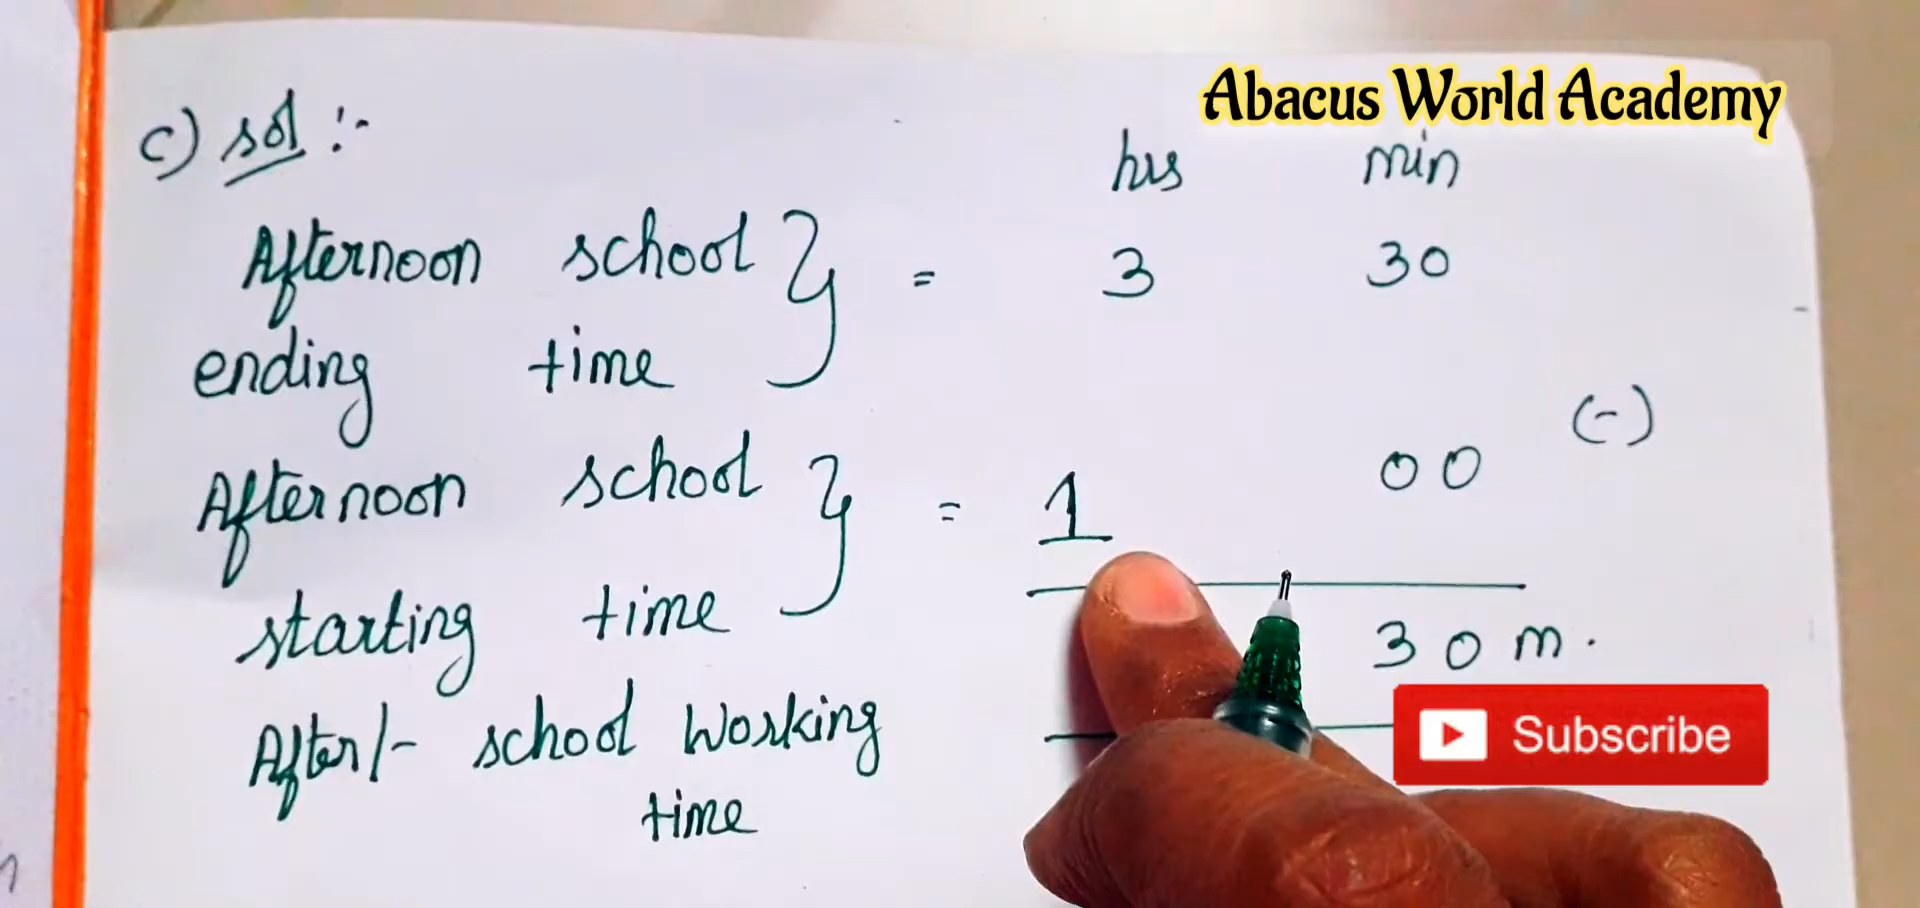 Abacus World Academy
c) sol :-
hrs min
Afternoon school } = 3 30
ending time
(-)
Afternoon school } = 1 00
starting time
30 m.
After/- school working
time
Subscribe